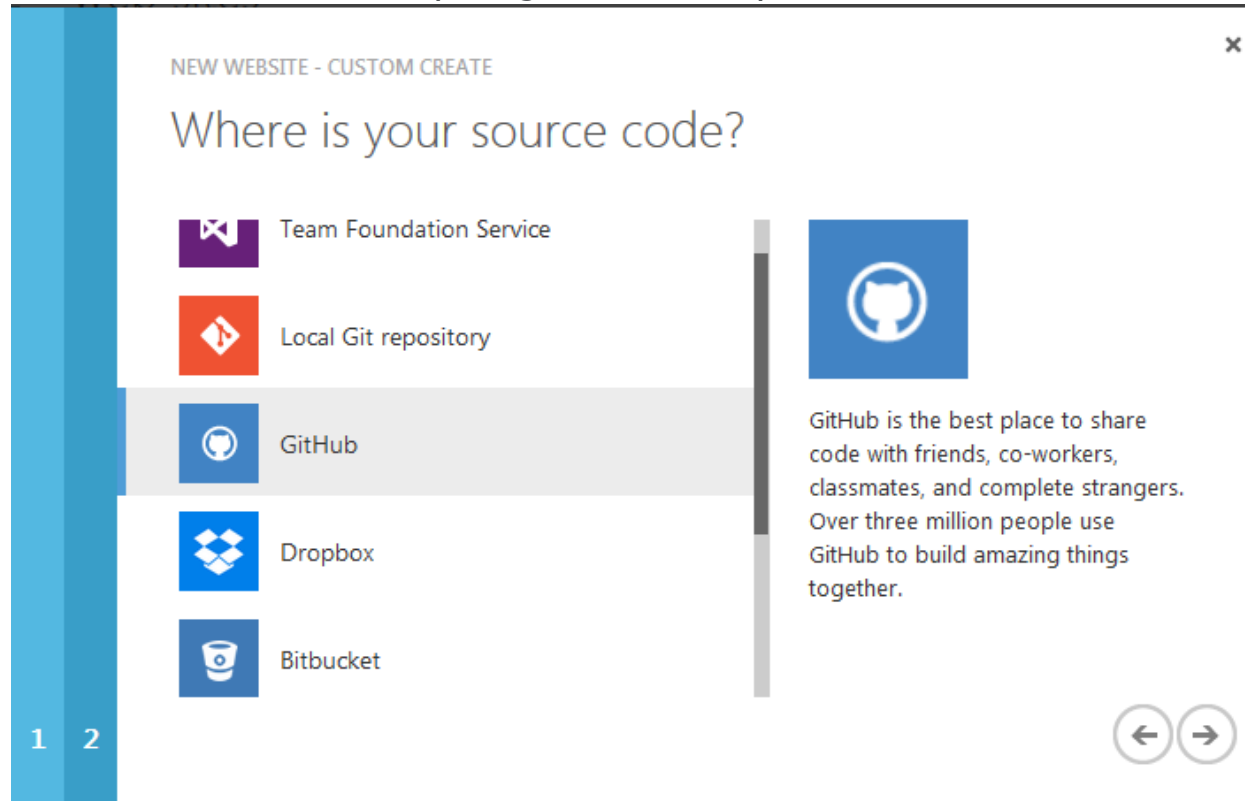 NEW WEBSITE - CUSTOM CREATE
Where is your source code?
Team Foundation Service
Local Git repository
GitHub
Dropbox
Bitbucket
GitHub is the best place to share
code with friends, co-workers,
classmates, and complete strangers.
Over three million people use
GitHub to build amazing things
together.
1 2